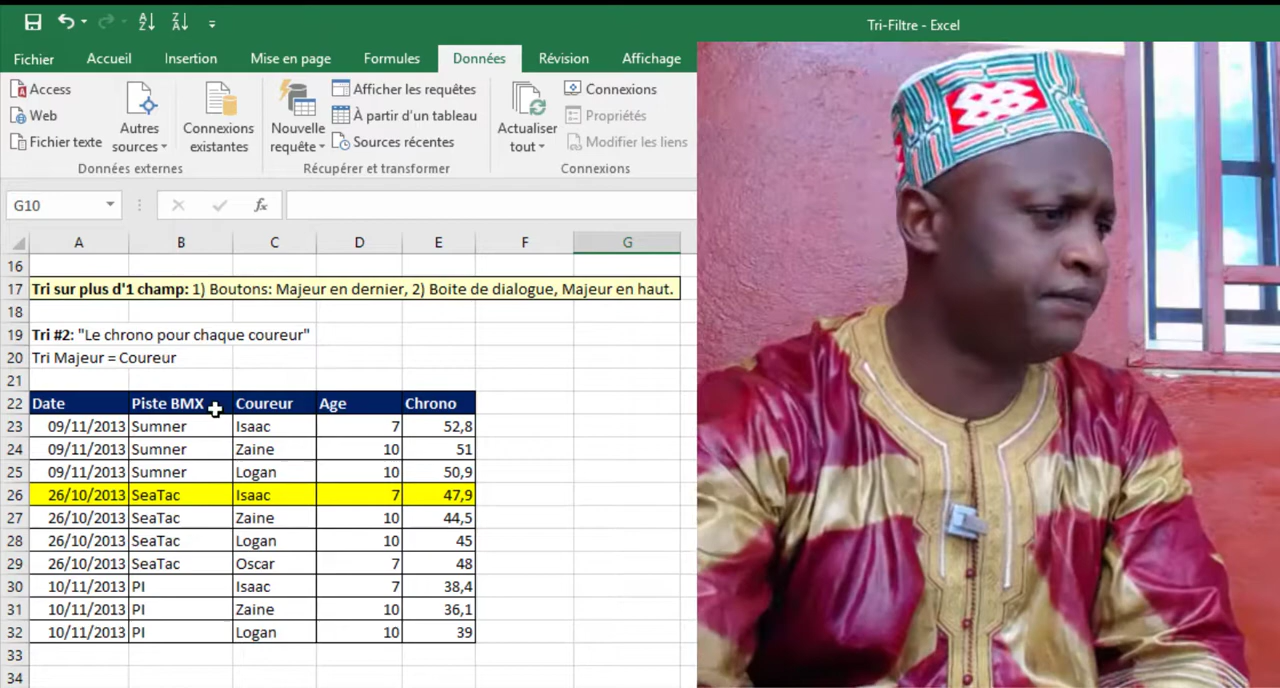 Tri-Filtre - Excel
Fichier Accueil Insertion Mise en page Formules Données Révision Affichage
Access
Web
Fichier texte
Autres
sources
Données externes
Connexions
existantes
Nouvelle
requête
Afficher les requêtes
À partir d'un tableau
Sources récentes
Récupérer et transformer
Actualiser
tout
Connexions
Propriétés
Modifier les liens
Connexions
G10
fx
A B C D E F G
16
17 Tri sur plus d'1 champ: 1) Boutons: Majeur en dernier, 2) Boite de dialogue, Majeur en haut.
18
19 Tri #2: "Le chrono pour chaque coureur"
20 Tri Majeur = Coureur
21
22 Date Piste BMX Coureur Age Chrono
23 09/11/2013 Sumner Isaac 7 52,8
24 09/11/2013 Sumner Zaine 10 51
25 09/11/2013 Sumner Logan 10 50,9
26 26/10/2013 SeaTac Isaac 7 47,9
27 26/10/2013 SeaTac Zaine 10 44,5
28 26/10/2013 SeaTac Logan 10 45
29 26/10/2013 SeaTac Oscar 10 48
30 10/11/2013 PI Isaac 7 38,4
31 10/11/2013 PI Zaine 10 36,1
32 10/11/2013 PI Logan 10 39
33
34